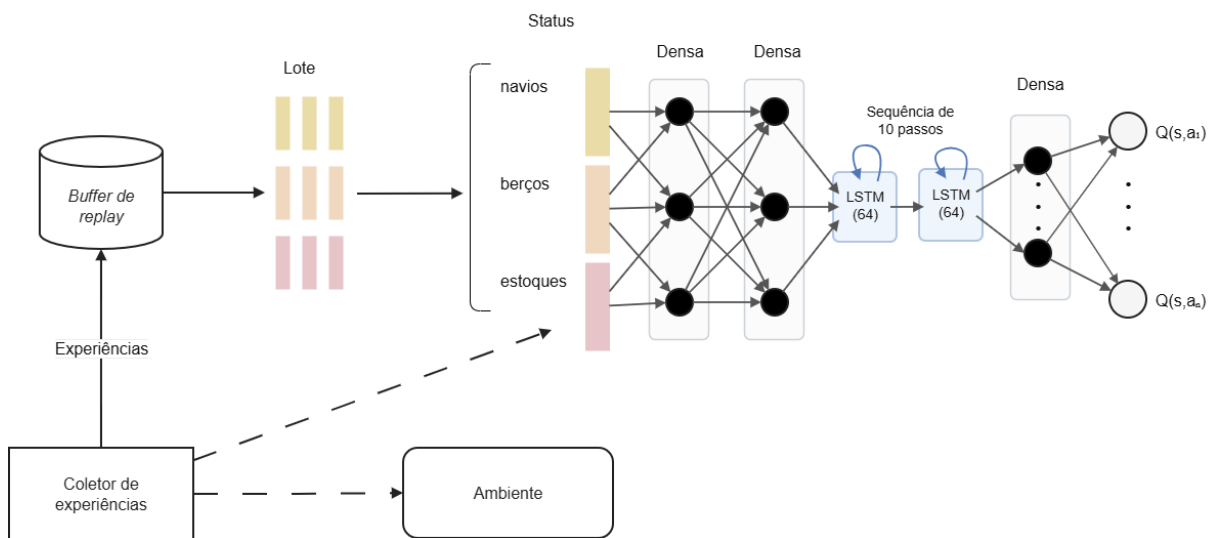 Status
Densa
Densa
Lote
navios
Densa
Sequência de
10 passos
Q(s,a₁)
Buffer de
replay
berços
LSTM
(64)
LSTM
(64)
estoques
Q(s,aₙ)
Experiências
Coletor de
experiências
Ambiente